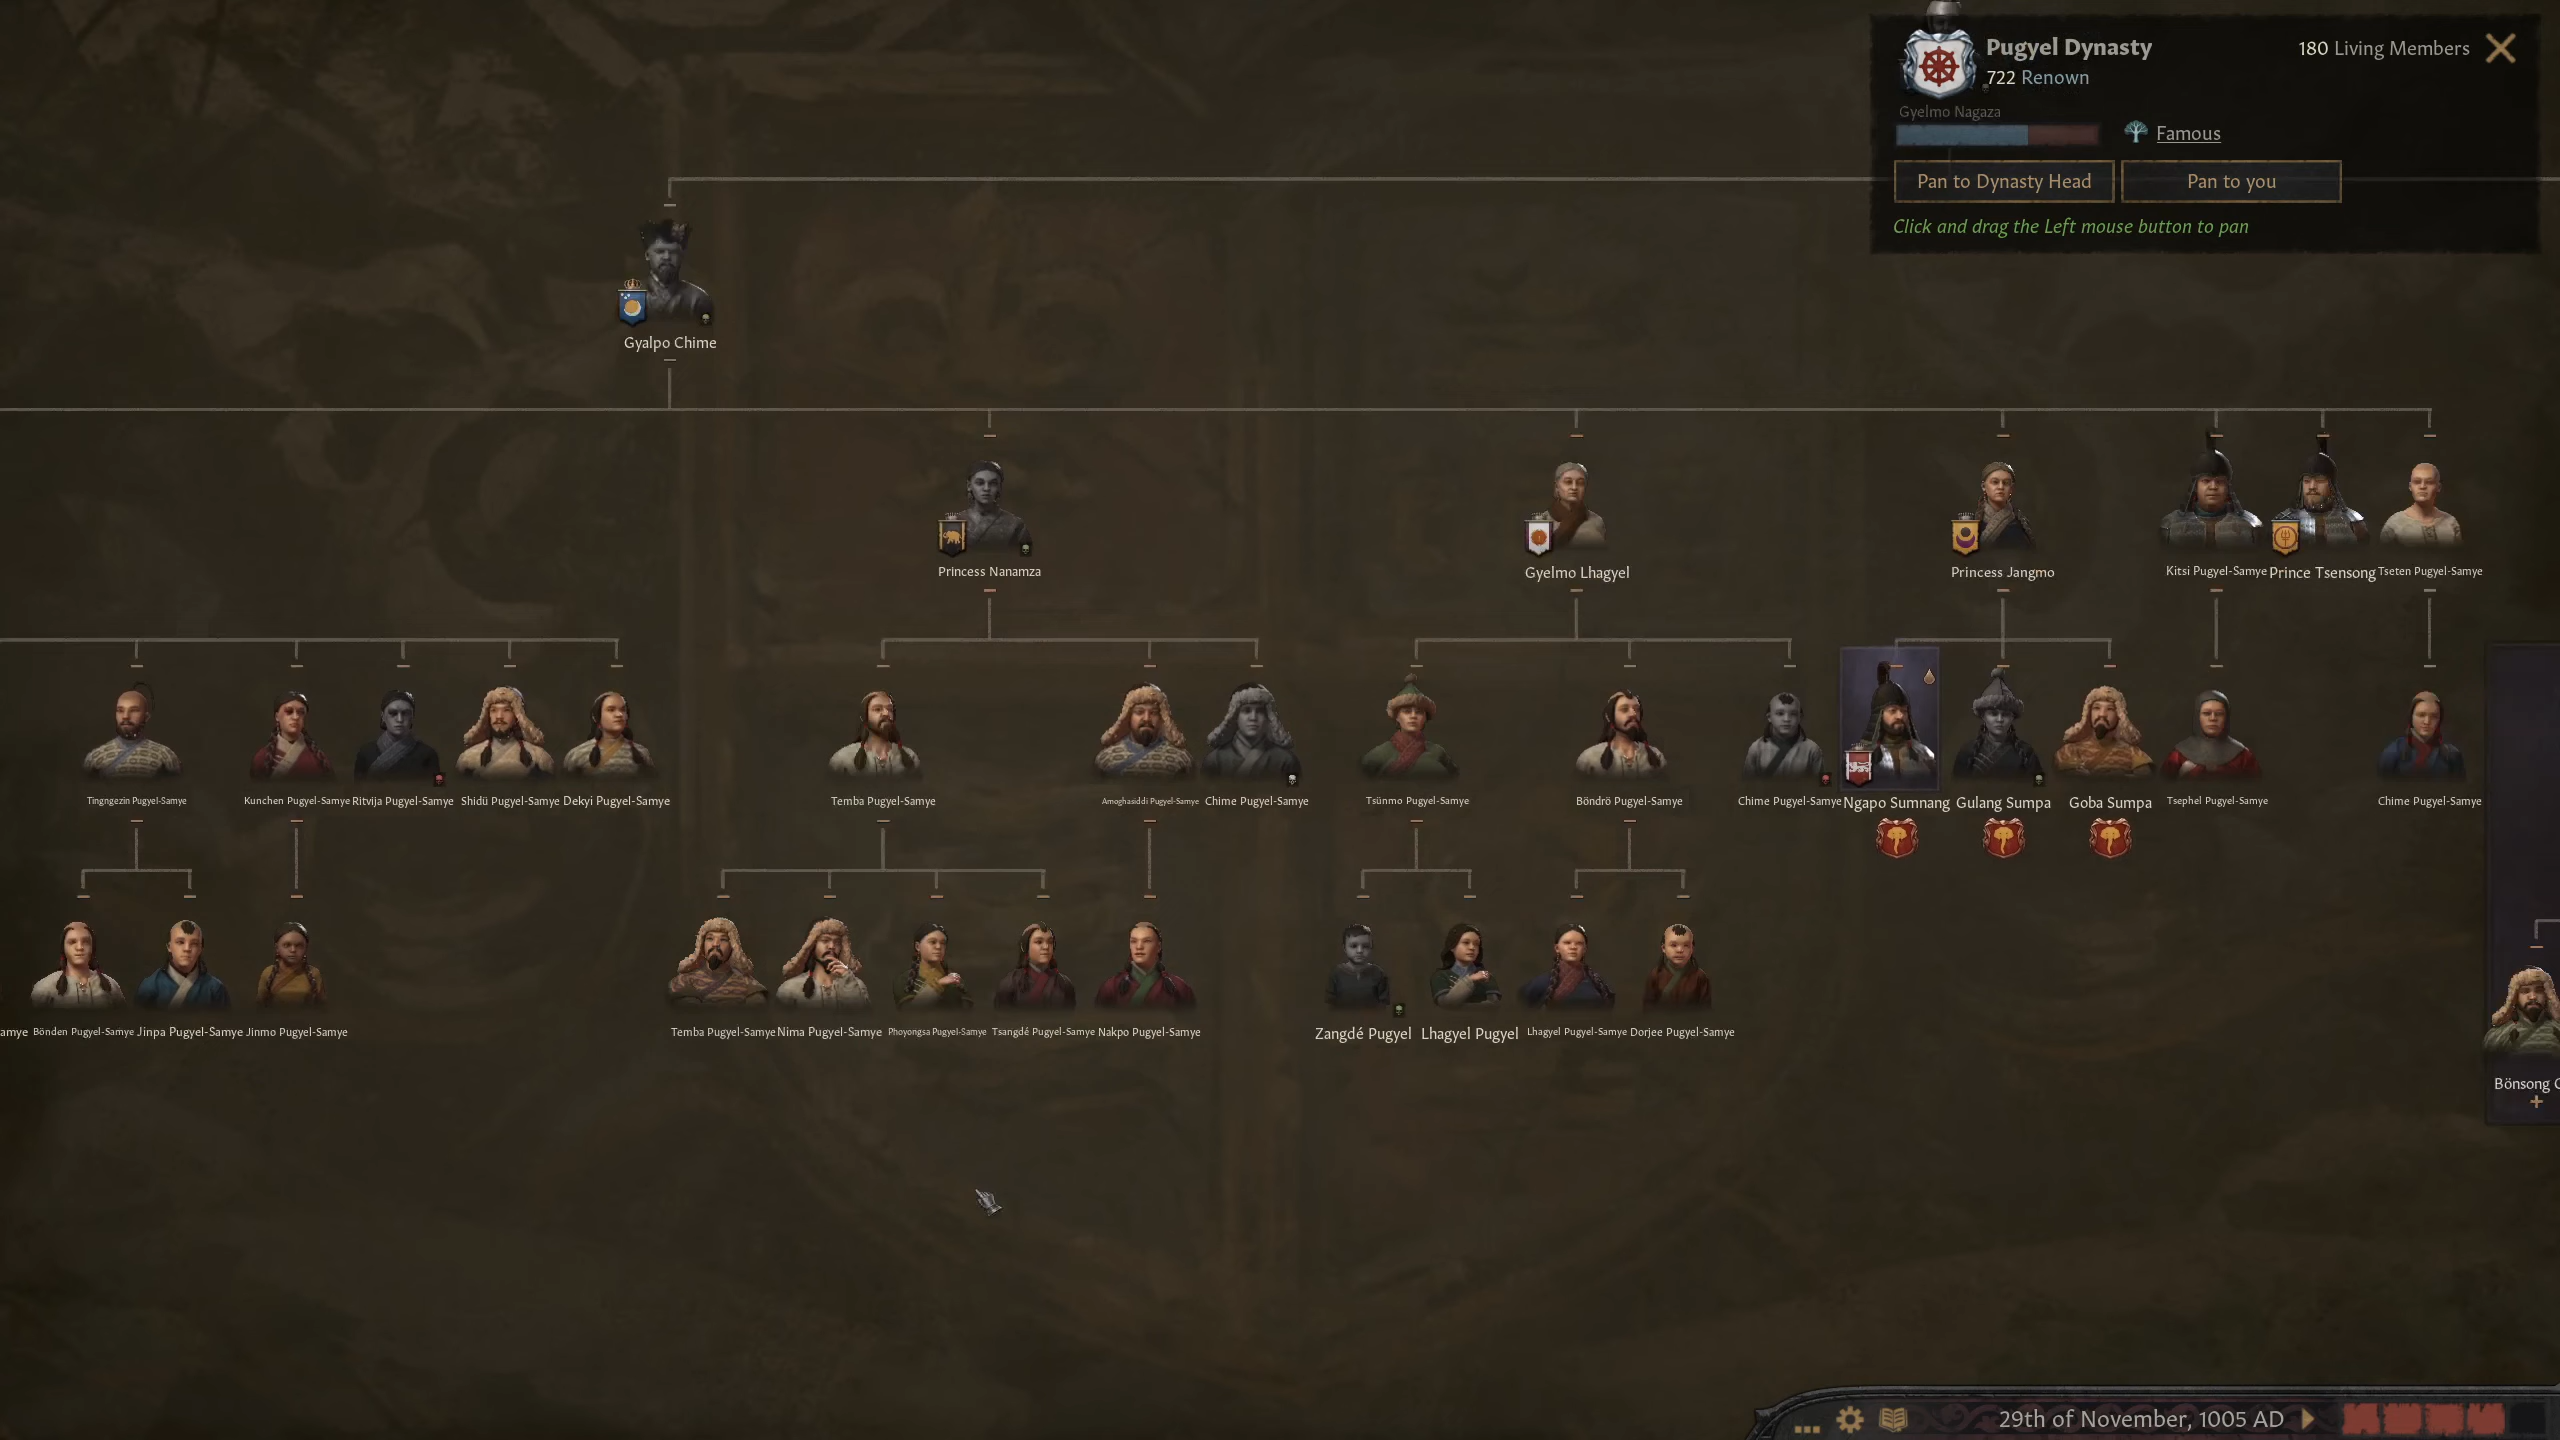 Pugyel Dynasty
180 Living Members
722 Renown
Gyelmo Nagaza
Famous
Pan to Dynasty Head
Pan to you
Click and drag the Left mouse button to pan
Gyalpo Chime
Princess Nanamza
Gyelmo Lhagyel
Princess Jangmo
Kitsi Pugyel-Samye
Prince Tsensong
Tseten Pugyel-Samye
Tingngezin Pugyel-Samye
Kunchen Pugyel-Samye
Ritvija Pugyel-Samye
Shidü Pugyel-Samye
Dekyi Pugyel-Samye
Temba Pugyel-Samye
Amoghasiddi Pugyel-Samye
Chime Pugyel-Samye
Tsünmo Pugyel-Samye
Böndrö Pugyel-Samye
Chime Pugyel-Samye
Ngapo Sumnang
Gulang Sumpa
Goba Sumpa
Tsephel Pugyel-Samye
Chime Pugyel-Samye
amye
Bönden Pugyel-Samye
Jinpa Pugyel-Samye
Jinmo Pugyel-Samye
Temba Pugyel-Samye
Nima Pugyel-Samye
Phoyongsa Pugyel-Samye
Tsangdé Pugyel-Samye
Nakpo Pugyel-Samye
Zangdé Pugyel
Lhagyel Pugyel
Lhagyel Pugyel-Samye
Dorjee Pugyel-Samye
Bönsong
29th of November, 1005 AD